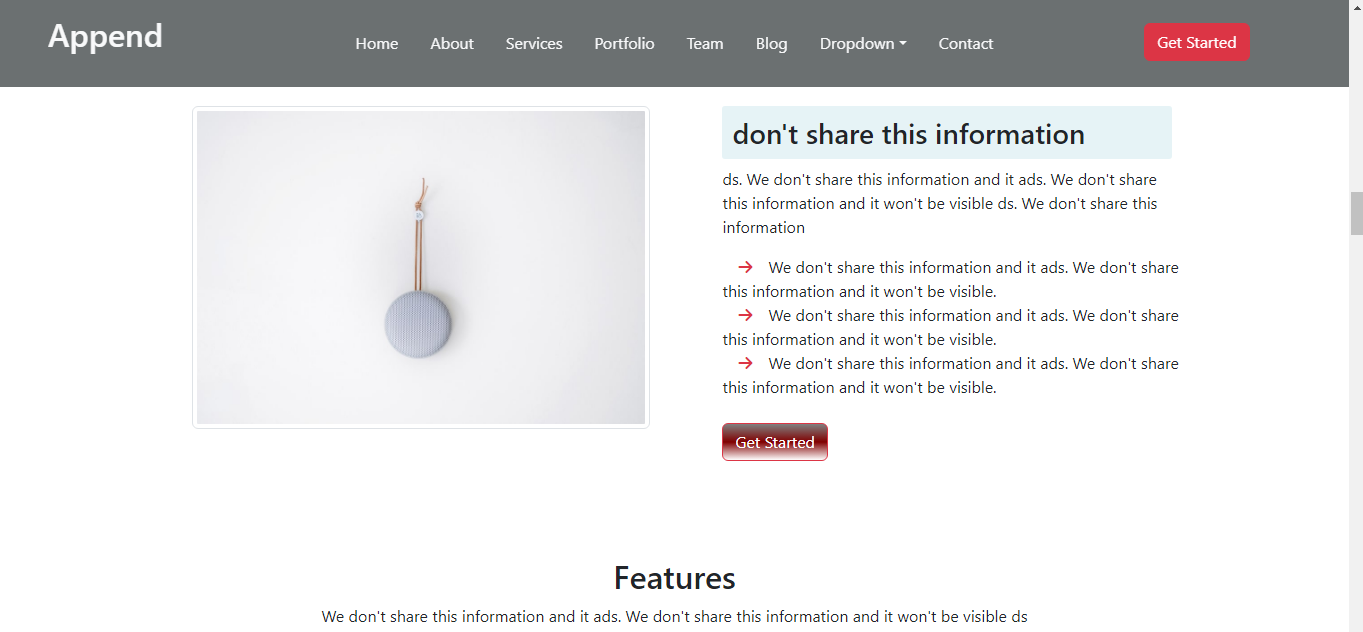 Append
Home About Services Portfolio Team Blog Dropdown Contact Get Started
don't share this information
ds. We don't share this information and it ads. We don't share
this information and it won't be visible ds. We don't share this
information
We don't share this information and it ads. We don't share
this information and it won't be visible.
We don't share this information and it ads. We don't share
this information and it won't be visible.
We don't share this information and it ads. We don't share
this information and it won't be visible.
Get Started
Features
We don't share this information and it ads. We don't share this information and it won't be visible ds